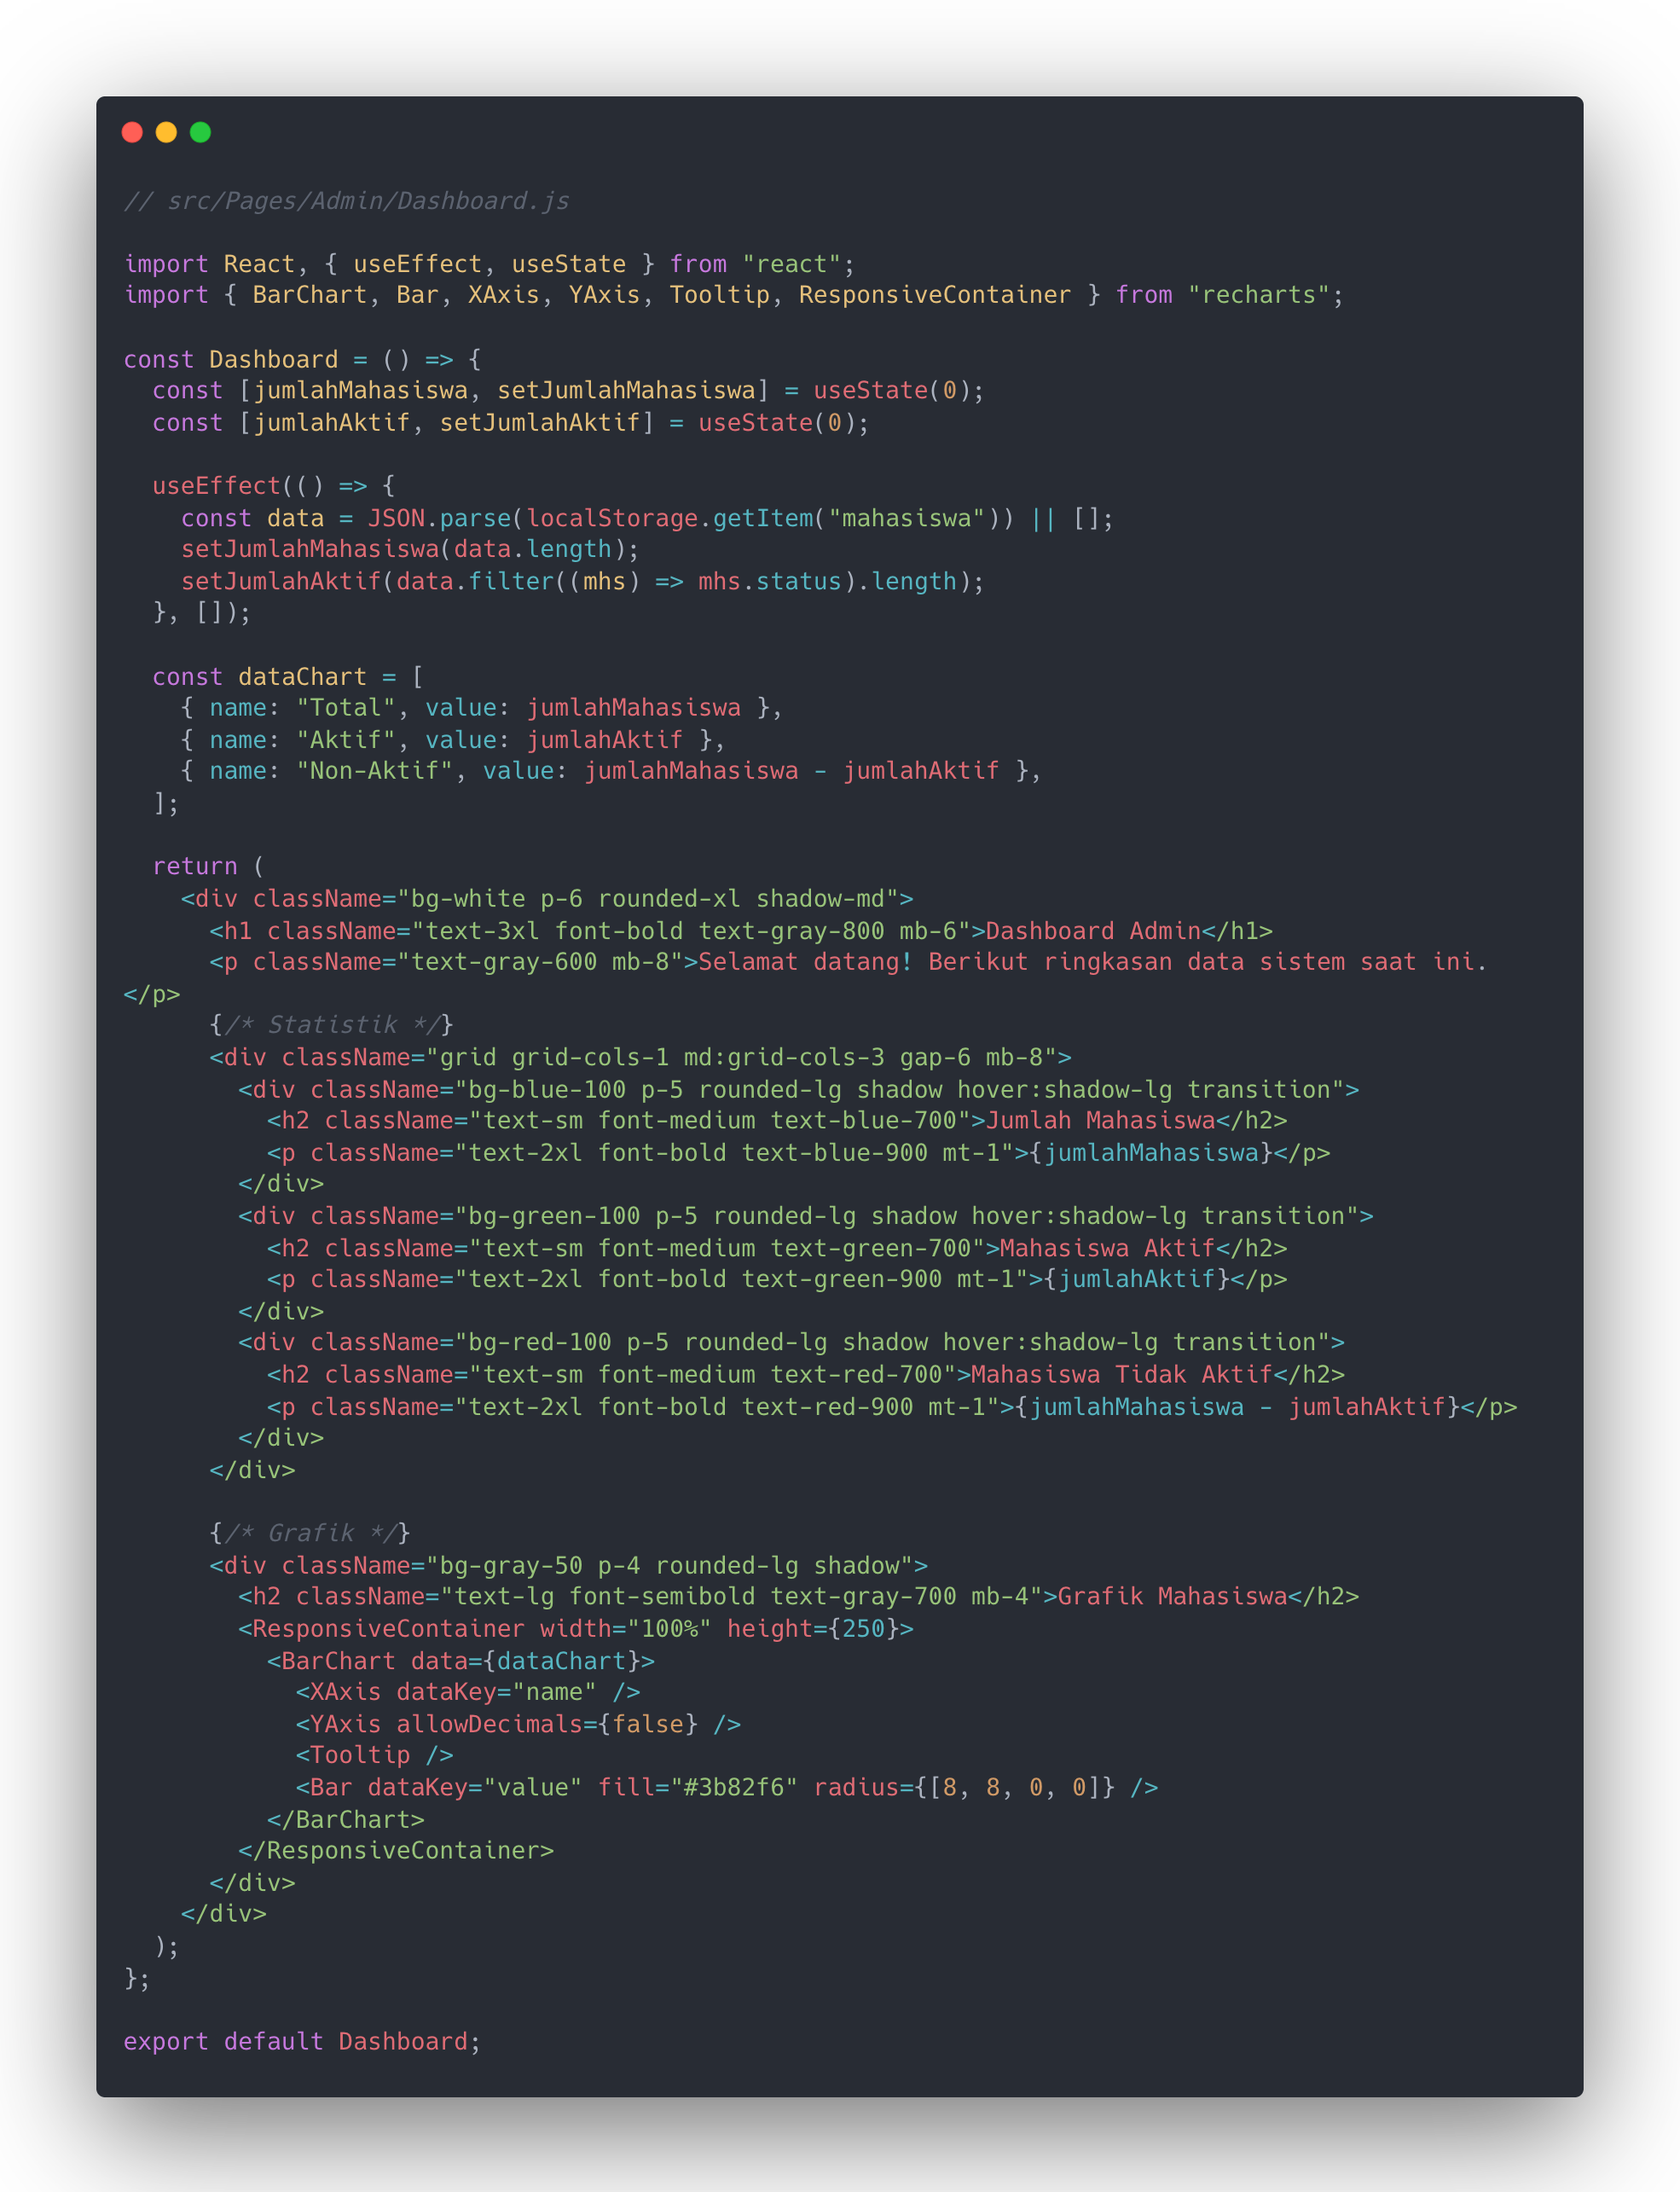 // src/Pages/Admin/Dashboard.js

import React, { useEffect, useState } from "react";
import { BarChart, Bar, XAxis, YAxis, Tooltip, ResponsiveContainer } from "recharts";

const Dashboard = () => {
  const [jumlahMahasiswa, setJumlahMahasiswa] = useState(0);
  const [jumlahAktif, setJumlahAktif] = useState(0);

  useEffect(() => {
    const data = JSON.parse(localStorage.getItem("mahasiswa")) || [];
    setJumlahMahasiswa(data.length);
    setJumlahAktif(data.filter((mhs) => mhs.status).length);
  }, []);

  const dataChart = [
    { name: "Total", value: jumlahMahasiswa },
    { name: "Aktif", value: jumlahAktif },
    { name: "Non-Aktif", value: jumlahMahasiswa - jumlahAktif },
  ];

  return (
    <div className="bg-white p-6 rounded-xl shadow-md">
      <h1 className="text-3xl font-bold text-gray-800 mb-6">Dashboard Admin</h1>
      <p className="text-gray-600 mb-8">Selamat datang! Berikut ringkasan data sistem saat ini.
</p>
      {/* Statistik */}
      <div className="grid grid-cols-1 md:grid-cols-3 gap-6 mb-8">
        <div className="bg-blue-100 p-5 rounded-lg shadow hover:shadow-lg transition">
          <h2 className="text-sm font-medium text-blue-700">Jumlah Mahasiswa</h2>
          <p className="text-2xl font-bold text-blue-900 mt-1">{jumlahMahasiswa}</p>
        </div>
        <div className="bg-green-100 p-5 rounded-lg shadow hover:shadow-lg transition">
          <h2 className="text-sm font-medium text-green-700">Mahasiswa Aktif</h2>
          <p className="text-2xl font-bold text-green-900 mt-1">{jumlahAktif}</p>
        </div>
        <div className="bg-red-100 p-5 rounded-lg shadow hover:shadow-lg transition">
          <h2 className="text-sm font-medium text-red-700">Mahasiswa Tidak Aktif</h2>
          <p className="text-2xl font-bold text-red-900 mt-1">{jumlahMahasiswa - jumlahAktif}</p>
        </div>
      </div>

      {/* Grafik */}
      <div className="bg-gray-50 p-4 rounded-lg shadow">
        <h2 className="text-lg font-semibold text-gray-700 mb-4">Grafik Mahasiswa</h2>
        <ResponsiveContainer width="100%" height={250}>
          <BarChart data={dataChart}>
            <XAxis dataKey="name" />
            <YAxis allowDecimals={false} />
            <Tooltip />
            <Bar dataKey="value" fill="#3b82f6" radius={[8, 8, 0, 0]} />
          </BarChart>
        </ResponsiveContainer>
      </div>
    </div>
  );
};

export default Dashboard;